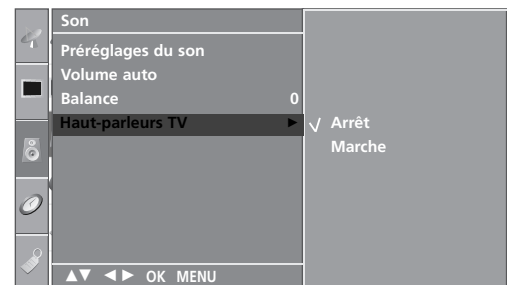 Son
Préréglages du son
Volume auto
Balance 0
Haut-parleurs TV ►
√ Arrêt
Marche
▲▼ ◄► OK MENU